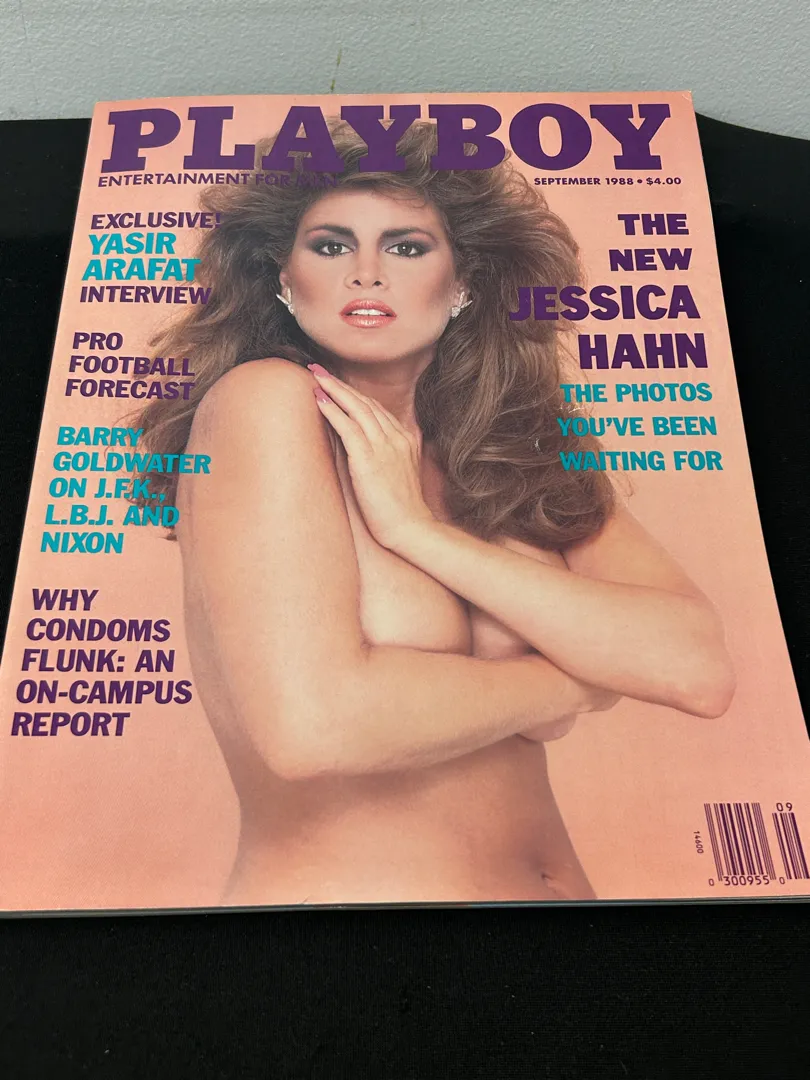 PLAYBOY
ENTERTAINMENT FOR MEN
SEPTEMBER 1988 • $4.00
EXCLUSIVE!
YASIR
ARAFAT
INTERVIEW
PRO
FOOTBALL
FORECAST
BARRY
GOLDWATER
ON J.F.K.,
L.B.J. AND
NIXON
WHY
CONDOMS
FLUNK: AN
ON-CAMPUS
REPORT
THE
NEW
JESSICA
HAHN
THE PHOTOS
YOU'VE BEEN
WAITING FOR
09
14600
0 300955 0